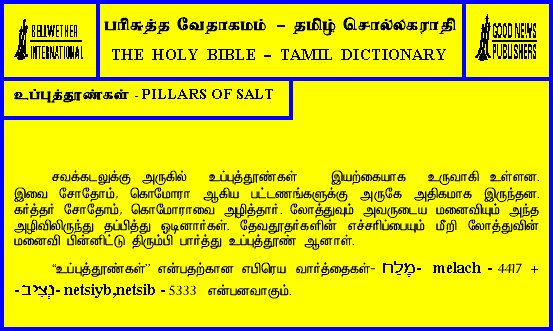 BELLWETHER
INTERNATIONAL
பரிசுத்த வேதாகமம் – தமிழ் சொல்லகராதி
THE HOLY BIBLE – TAMIL DICTIONARY
GOOD NEWS
PUBLISHERS
உப்புத்தூண்கள் - PILLARS OF SALT
சவக்கடலுக்கு அருகில் உப்புத்தூண்கள் இயற்கையாக உருவாகி உள்ளன.
இவை சோதோம், கொமோரா ஆகிய பட்டணங்களுக்கு அருகே அதிகமாக இருந்தன.
கர்த்தர் சோதோம், கொமோராவை அழித்தார். லோத்துவும் அவருடைய மனைவியும் அந்த
அழிவிலிருந்து தப்பித்து ஓடினார்கள். தேவதூதர்களின் எச்சரிப்பையும் மீறி லோத்துவின்
மனைவி பின்னிட்டு திரும்பி பார்த்து உப்புத்தூண் ஆனாள்.
“உப்புத்தூண்கள்” என்பதற்கான எபிரெய வார்த்தைகள்- מֶלַח- melach - 4417 +
-נְצִיב- netsiyb,netsib - 5333 என்பனவாகும்.